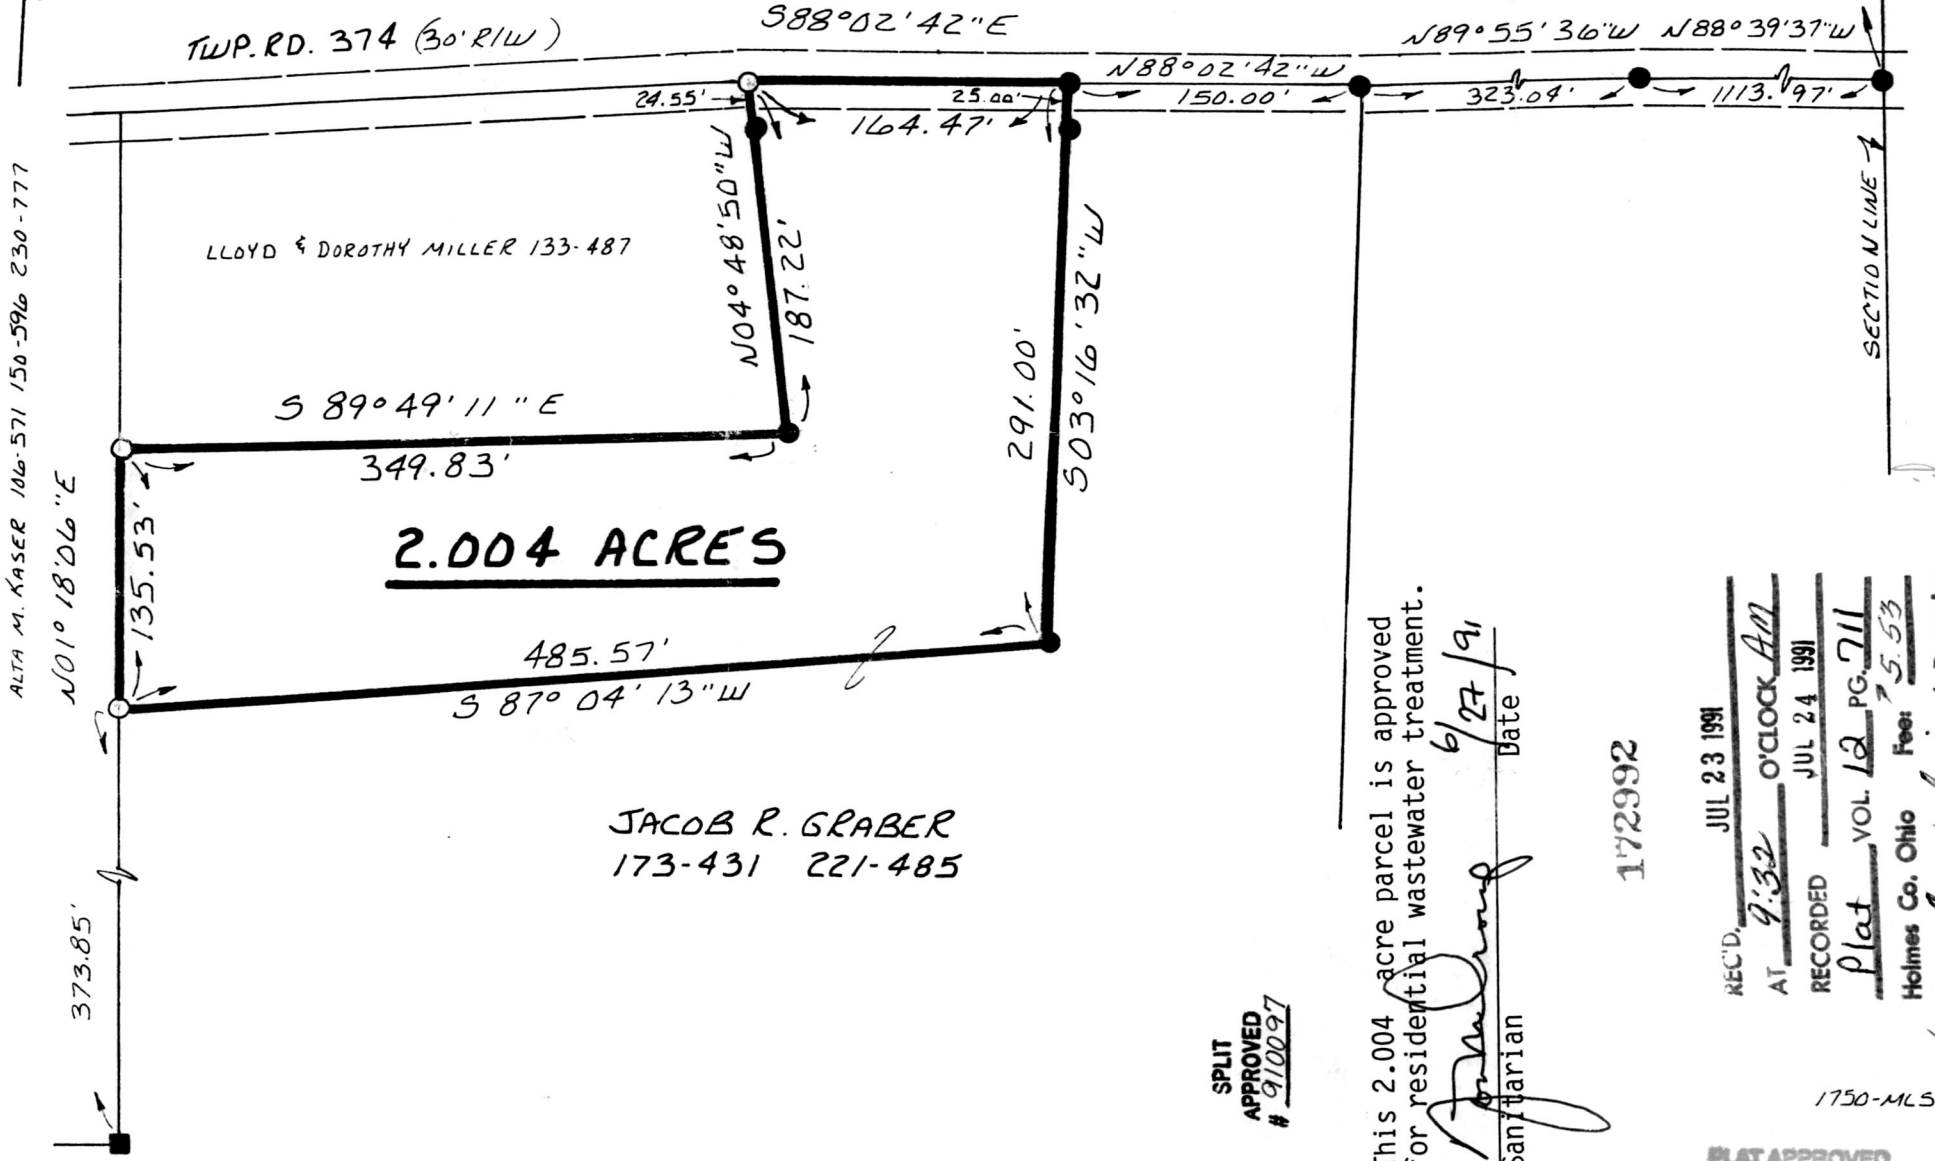 S88°02'42"E
TWP. RD. 374 (30' R/W)
N89°55'36"W N88°39'37"W
N88°02'42"W
24.55'
25.00'
150.00'
323.04'
1113.97'
164.47'
N04°48'50"W
187.22'
LLOYD & DOROTHY MILLER 133-487
ALTA M. KASER 106-571 150-596 230-777
SECTION LINE
291.00'
S03°16'32"W
S 89°49'11"E
349.83'
N01°18'06"E
135.53'
2.004 ACRES
485.57'
S 87°04'13"W
JACOB R. GRABER
173-431 221-485
373.85'
SPLIT
APPROVED
# 910097
This 2.004 acre parcel is approved
for residential wastewater treatment.
6/27/91
Sanitarian Date
172992
REC'D. JUL 23 1991
AT 9:32 O'CLOCK AM
RECORDED JUL 24 1991
Plat VOL. 12 PG. 711
Holmes Co. Ohio Fee: 5.53
1750-MLS
PLAT APPROVED